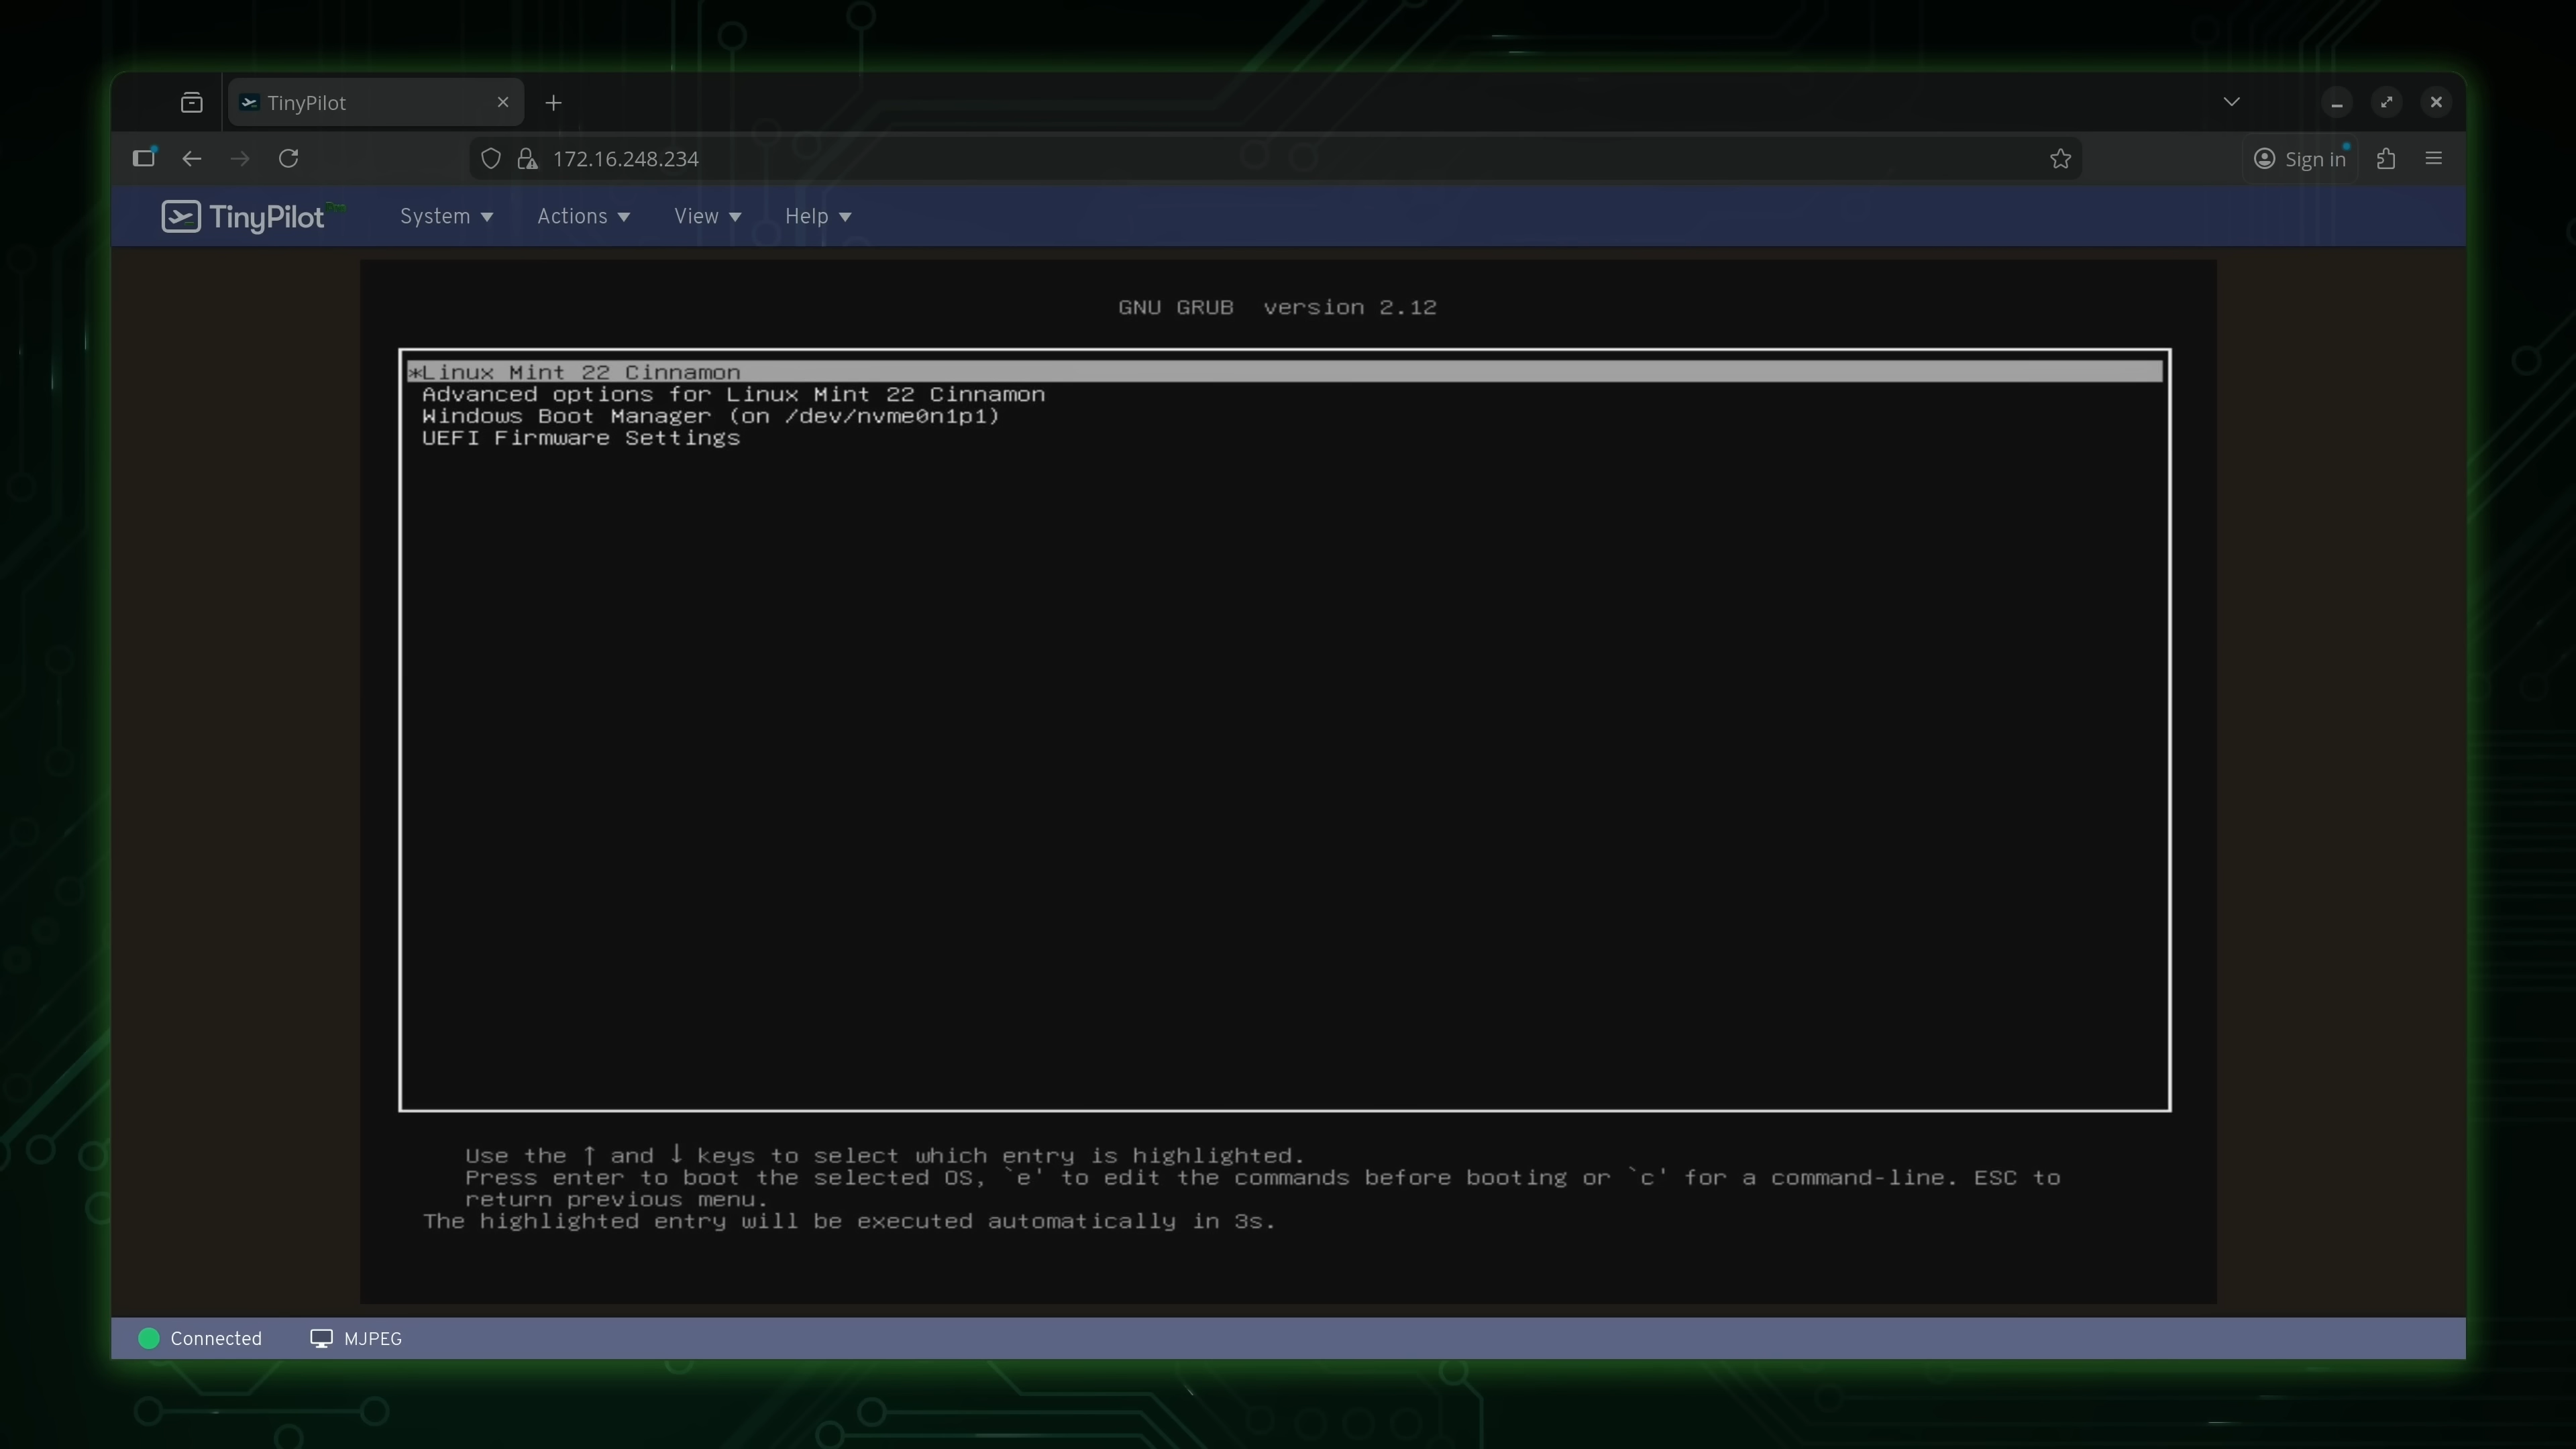 TinyPilot
172.16.248.234
Sign in
TinyPilot
System
Actions
View
Help
GNU GRUB version 2.12
*Linux Mint 22 Cinnamon
Advanced options for Linux Mint 22 Cinnamon
Windows Boot Manager (on /dev/nvme0n1p1)
UEFI Firmware Settings
Use the ↑ and ↓ keys to select which entry is highlighted.
Press enter to boot the selected OS, `e' to edit the commands before booting or `c' for a command-line. ESC to
return previous menu.
The highlighted entry will be executed automatically in 3s.
Connected
MJPEG